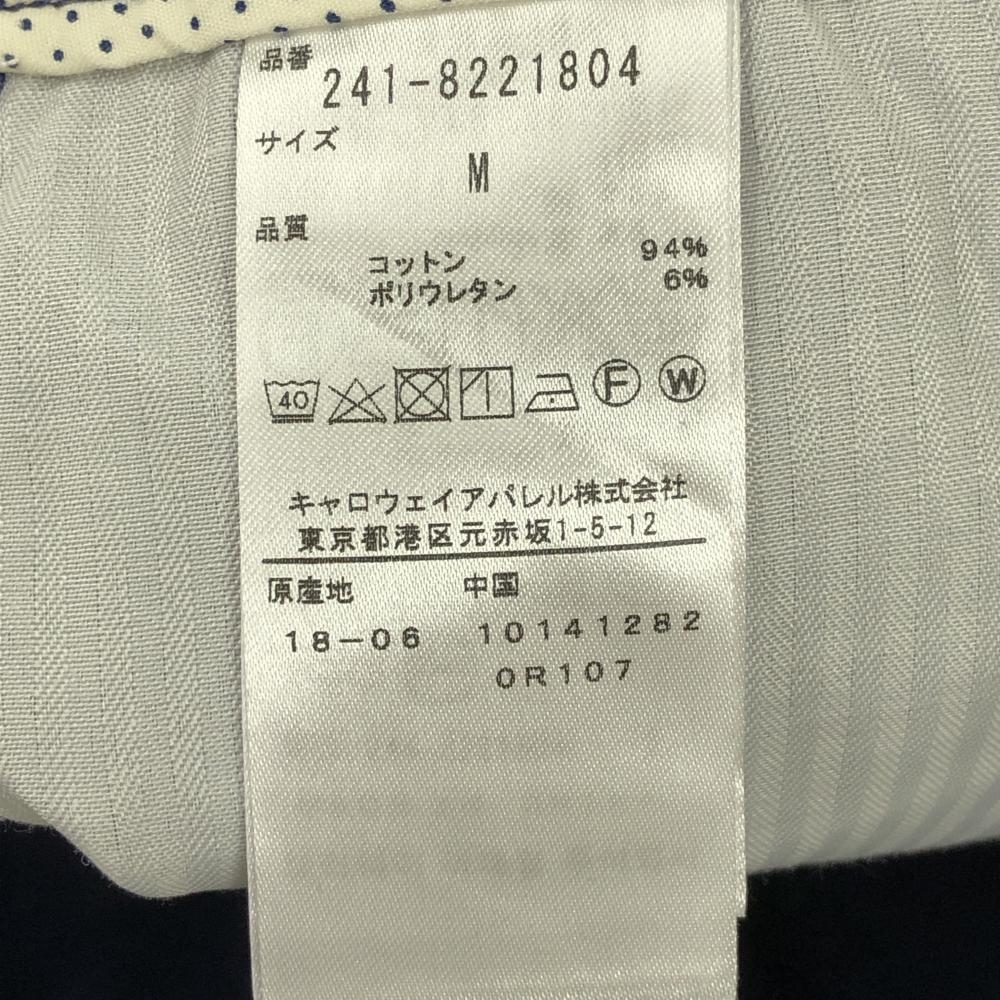 品番 241-8221804
サイズ
M
品質
コットン 94%
ポリウレタン 6%
40 F W
キャロウェイアパレル株式会社
東京都港区元赤坂1-5-12
原産地 中国
18-06 10141282
0R107